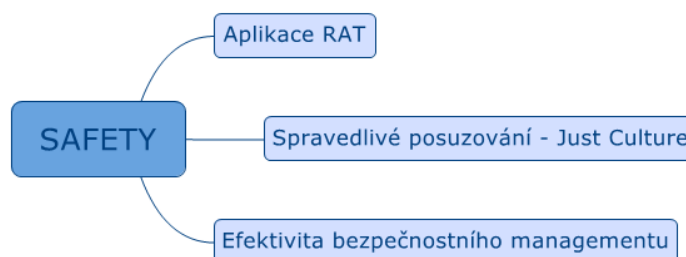 Aplikace RAT
SAFETY
Spravedlivé posuzování - Just Culture
Efektivita bezpečnostního managementu